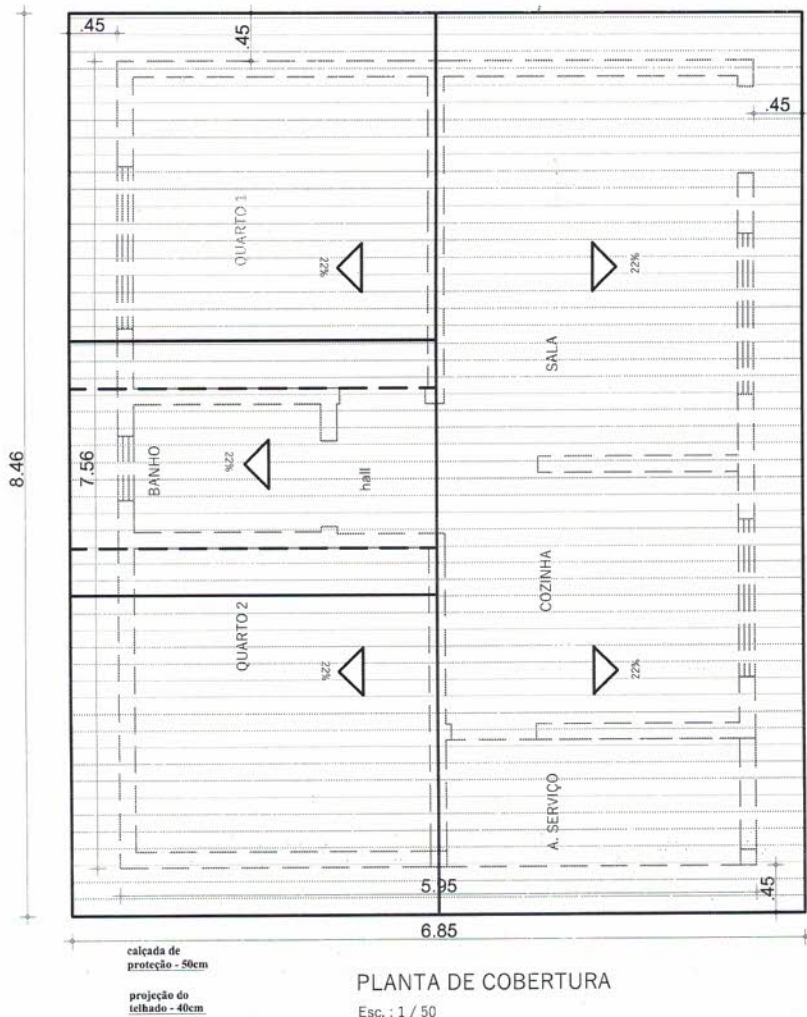 .45
.45
.45
QUARTO 1
22%
22%
SALA
8.46
7.56
BANHO
22%
hall
COZINHA
QUARTO 2
22%
22%
A. SERVIÇO
5.95
.45
6.85
calçada de
proteção - 50cm
projeção do
telhado - 40cm
PLANTA DE COBERTURA
Esc. : 1 / 50